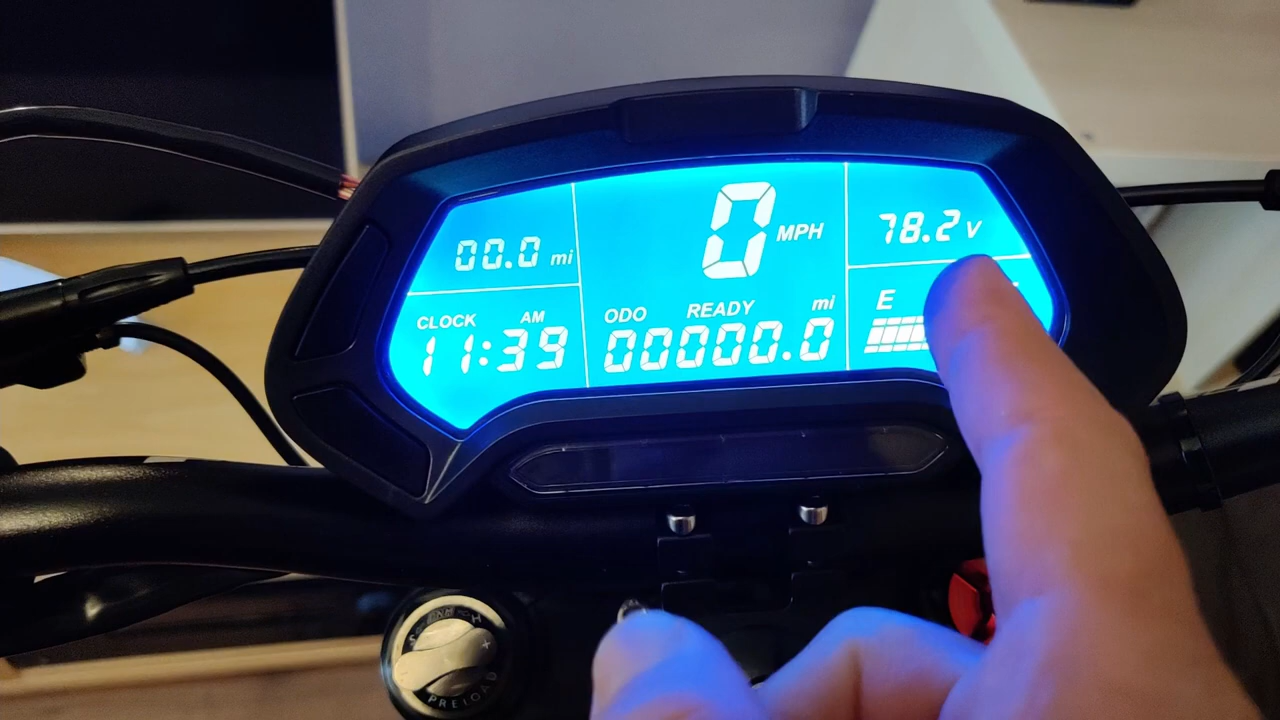 00.0 mi
CLOCK AM
11:39
0 MPH
ODO READY mi
00000.0
78.2 V
E
PRELOAD